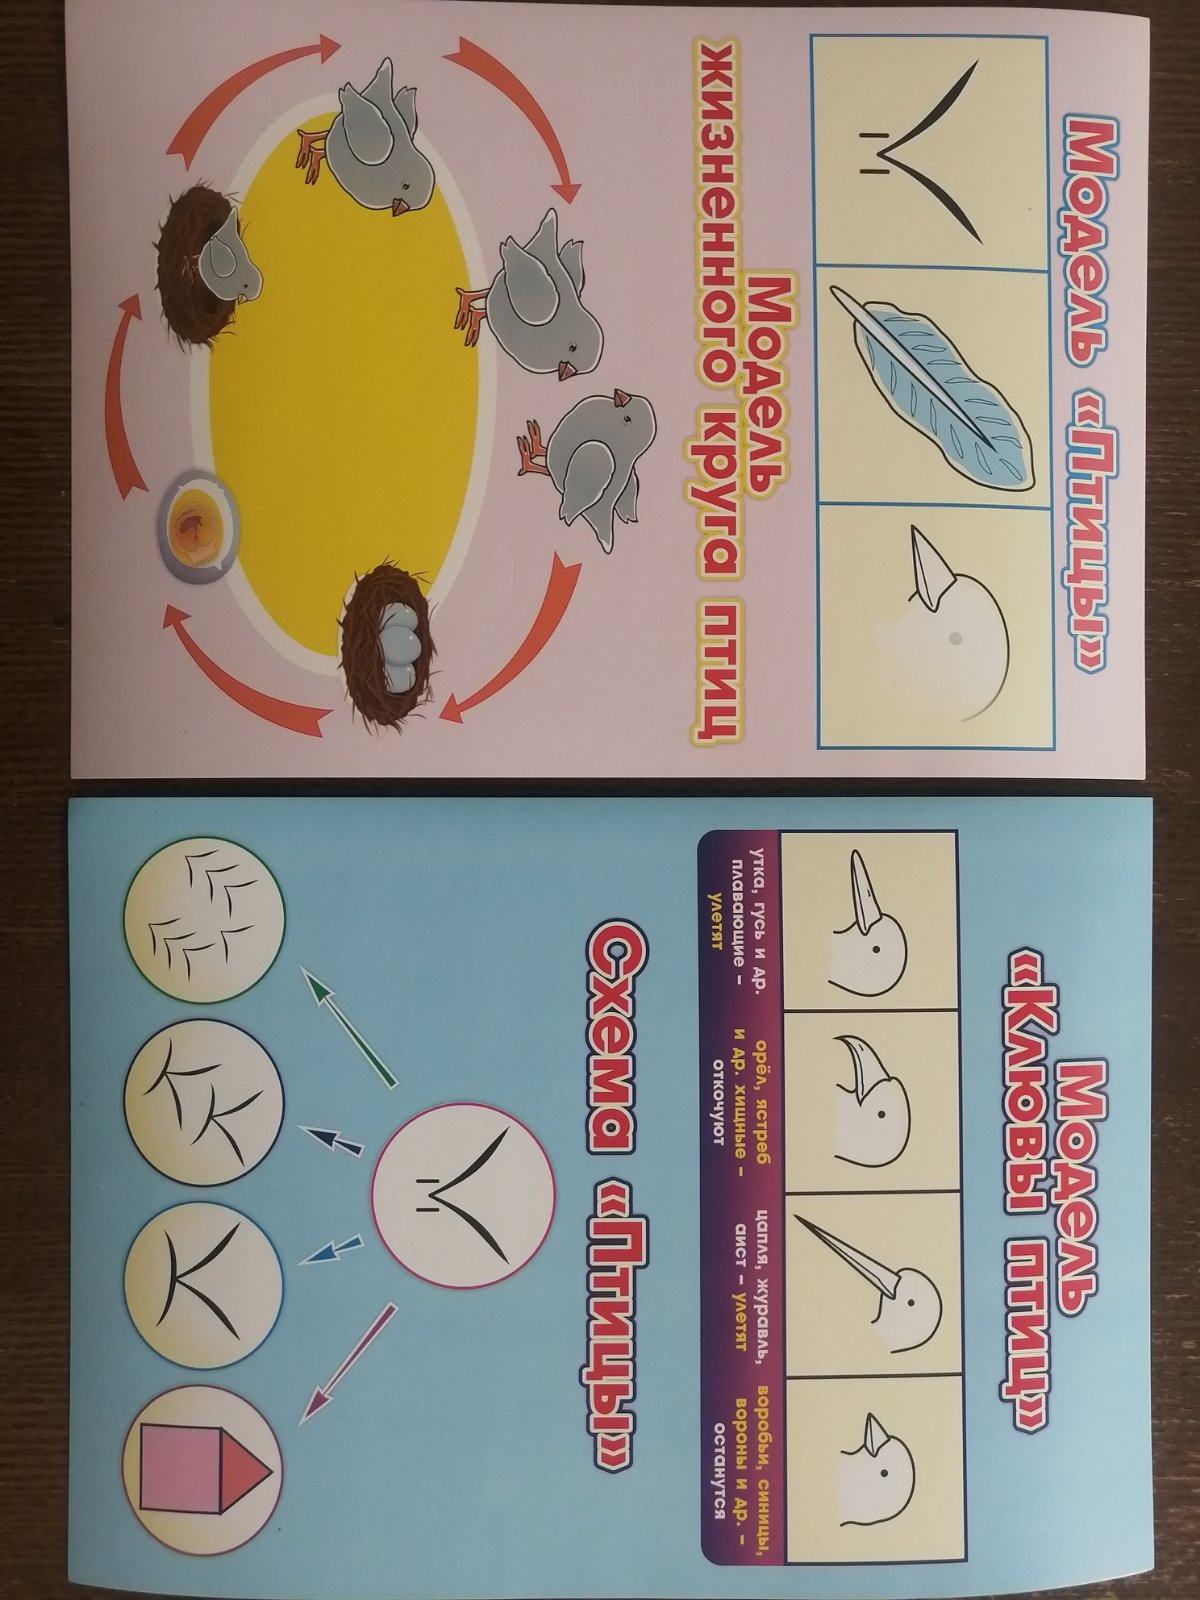 Модель «Птицы»
Модель
жизненного круга птиц
Модель
«Клювы птиц»
утка, гусь и др.
плавающие –
улетят
орёл, ястреб
и др. хищные –
откочуют
цапля, журавль,
аист – улетят
воробьи, синицы,
вороны и др. –
останутся
Схема «Птицы»